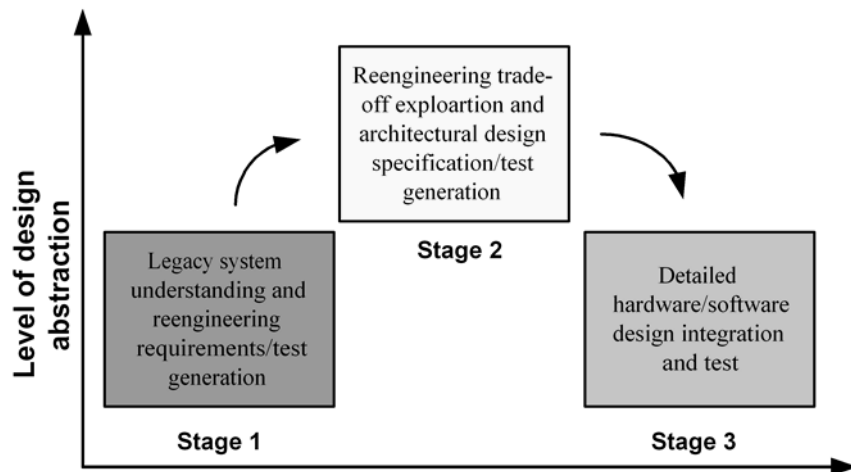 Level of design
abstraction
Legacy system
understanding and
reengineering
requirements/test
generation
Stage 1
Reengineering trade-
off exploartion and
architectural design
specification/test
generation
Stage 2
Detailed
hardware/software
design integration
and test
Stage 3